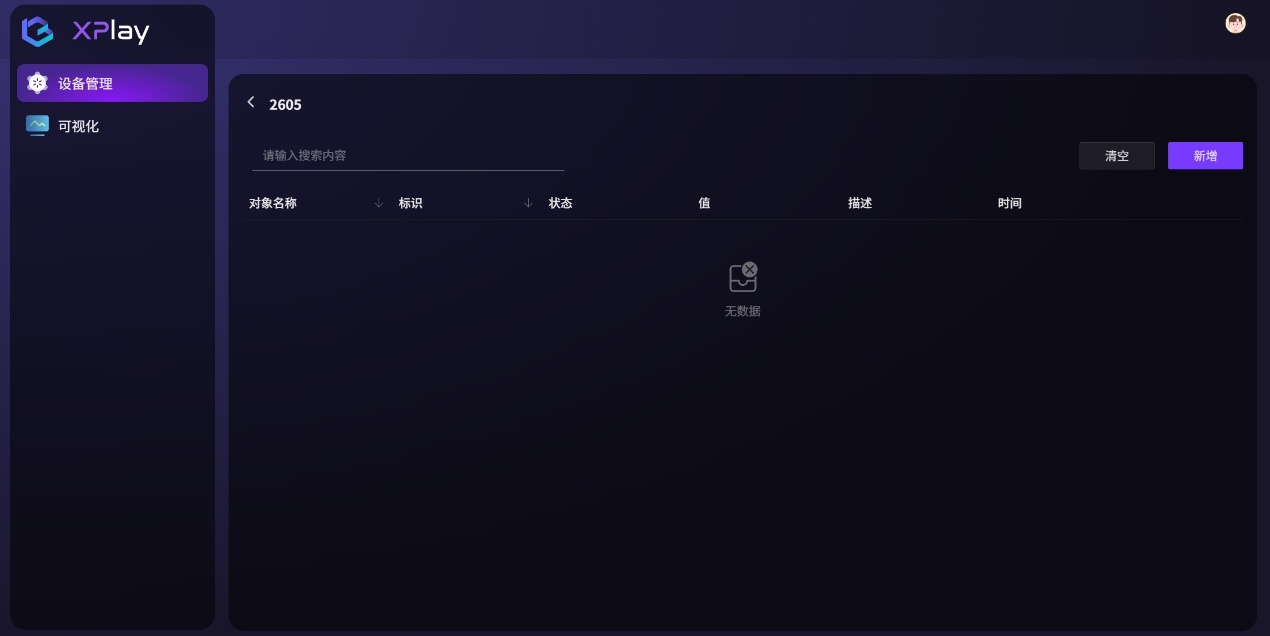 XPlay
设备管理
可视化
2605
请输入搜索内容
清空
新增
对象名称 标识 状态 值 描述 时间
无数据